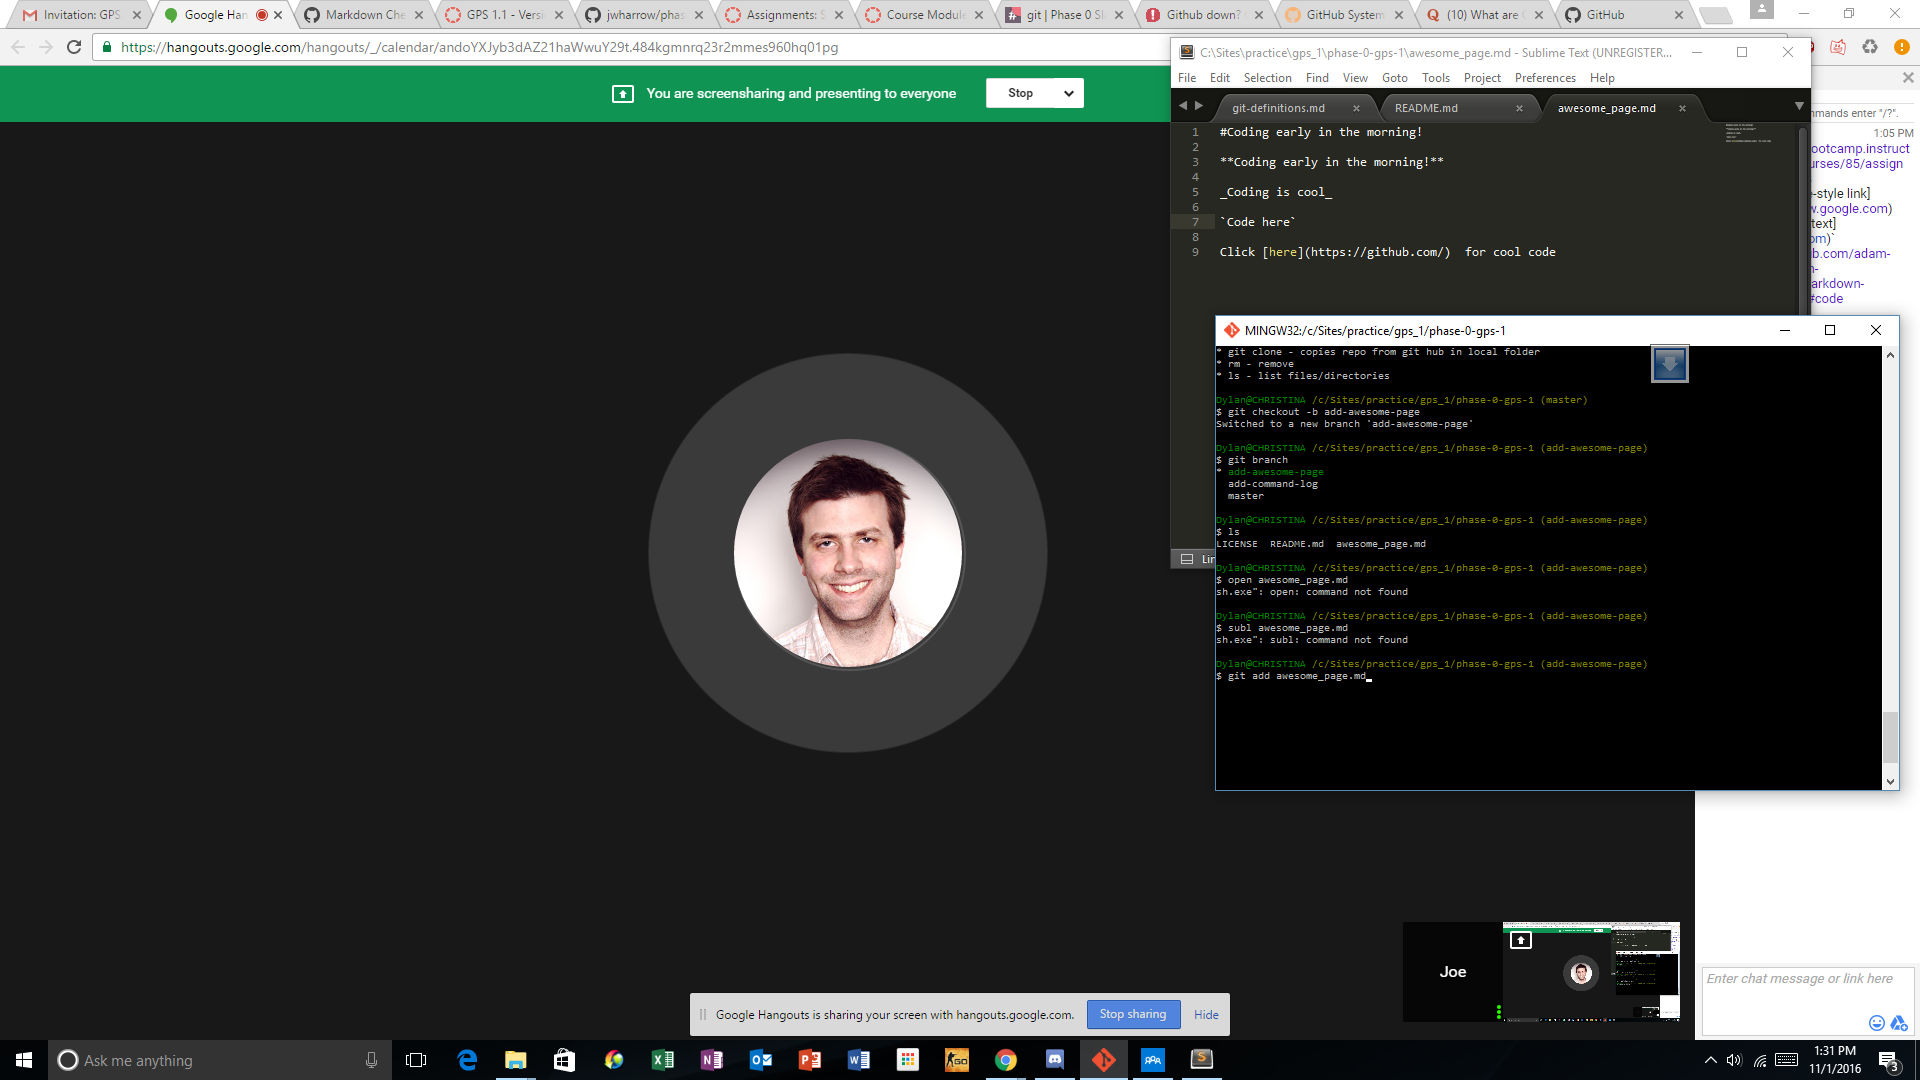 Invitation: GPS
Google Han
Markdown Che
GPS 1.1 - Versi
jwharrow/phas
Assignments: S
Course Module
git | Phase 0 S
Github down?
GitHub System
(10) What are
GitHub
https://hangouts.google.com/hangouts/_/calendar/andoYXJyb3dAZ21haWwuY29t.484kgmnrq23r2mmes960hq01pg
You are screensharing and presenting to everyone
Stop
C:\Sites\practice\gps_1\phase-0-gps-1\awesome_page.md - Sublime Text (UNREGISTER...
File Edit Selection Find View Goto Tools Project Preferences Help
git-definitions.md
README.md
awesome_page.md
1 #Coding early in the morning!
2
3 **Coding early in the morning!**
4
5 _Coding is cool_
6
7 `Code here`
8
9 Click [here](https://github.com/)  for cool code
Lin
mmands enter "/?".
1:05 PM
ootcamp.instruct
urses/85/assign
-style link]
w.google.com)
text]
om)`
b.com/adam-
arkdown-
#code
MINGW32:/c/Sites/practice/gps_1/phase-0-gps-1
* git clone - copies repo from git hub in local folder
* rm - remove
* ls - list files/directories
Dylan@CHRISTINA /c/Sites/practice/gps_1/phase-0-gps-1 (master)
$ git checkout -b add-awesome-page
Switched to a new branch 'add-awesome-page'
Dylan@CHRISTINA /c/Sites/practice/gps_1/phase-0-gps-1 (add-awesome-page)
$ git branch
* add-awesome-page
add-command-log
master
Dylan@CHRISTINA /c/Sites/practice/gps_1/phase-0-gps-1 (add-awesome-page)
$ ls
LICENSE  README.md  awesome_page.md
Dylan@CHRISTINA /c/Sites/practice/gps_1/phase-0-gps-1 (add-awesome-page)
$ open awesome_page.md
sh.exe": open: command not found
Dylan@CHRISTINA /c/Sites/practice/gps_1/phase-0-gps-1 (add-awesome-page)
$ subl awesome_page.md
sh.exe": subl: command not found
Dylan@CHRISTINA /c/Sites/practice/gps_1/phase-0-gps-1 (add-awesome-page)
$ git add awesome_page.md
Joe
Enter chat message or link here
Google Hangouts is sharing your screen with hangouts.google.com.
Stop sharing
Hide
Ask me anything
1:31 PM
11/1/2016
3